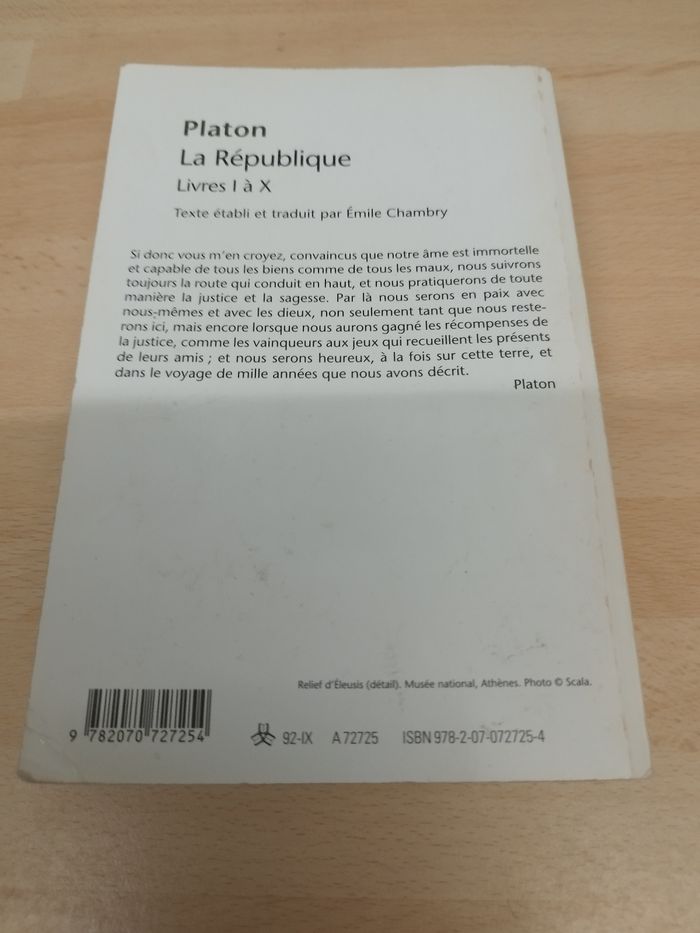 Platon
La République
Livres I à X
Texte établi et traduit par Émile Chambry
Si donc vous m'en croyez, convaincus que notre âme est immortelle
et capable de tous les biens comme de tous les maux, nous suivrons
toujours la route qui conduit en haut, et nous pratiquerons de toute
manière la justice et la sagesse. Par là nous serons en paix avec
nous-mêmes et avec les dieux, non seulement tant que nous reste-
rons ici, mais encore lorsque nous aurons gagné les récompenses de
la justice, comme les vainqueurs aux jeux qui recueillent les présents
de leurs amis ; et nous serons heureux, à la fois sur cette terre, et
dans le voyage de mille années que nous avons décrit.
Platon
Relief d'Éleusis (détail). Musée national, Athènes. Photo © Scala.
9 782070 727254
92-IX A 72725 ISBN 978-2-07-072725-4